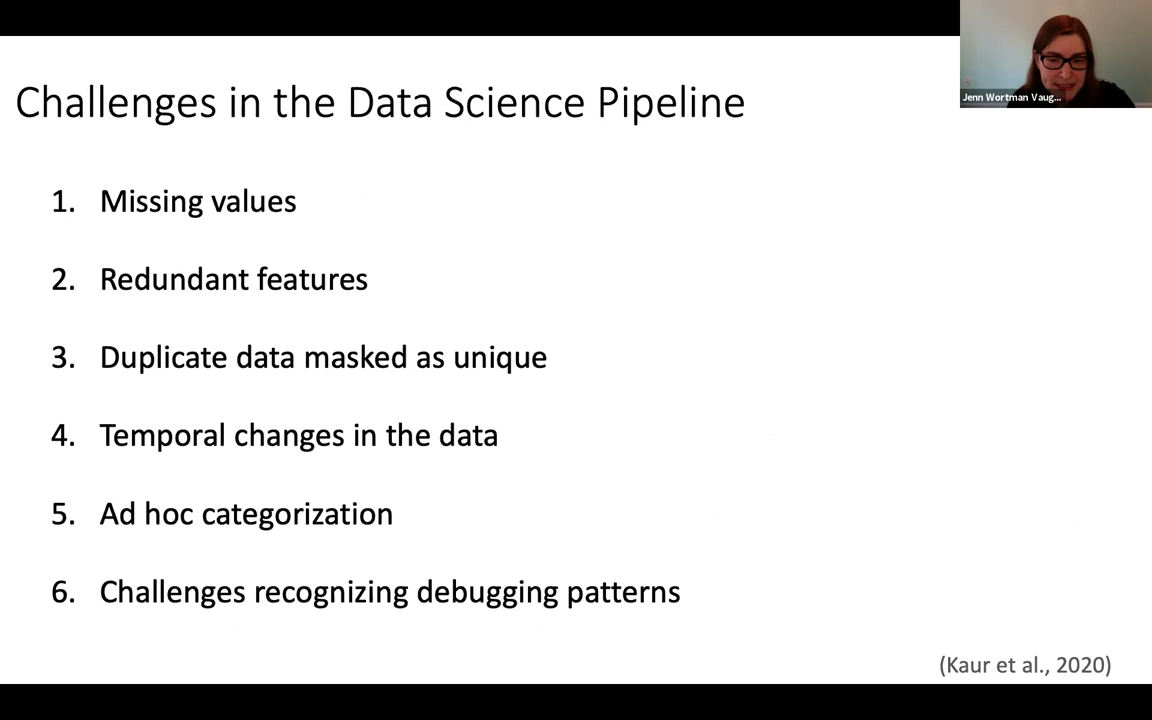 Jenn Wortman Vaug...
Challenges in the Data Science Pipeline
1. Missing values
2. Redundant features
3. Duplicate data masked as unique
4. Temporal changes in the data
5. Ad hoc categorization
6. Challenges recognizing debugging patterns
(Kaur et al., 2020)